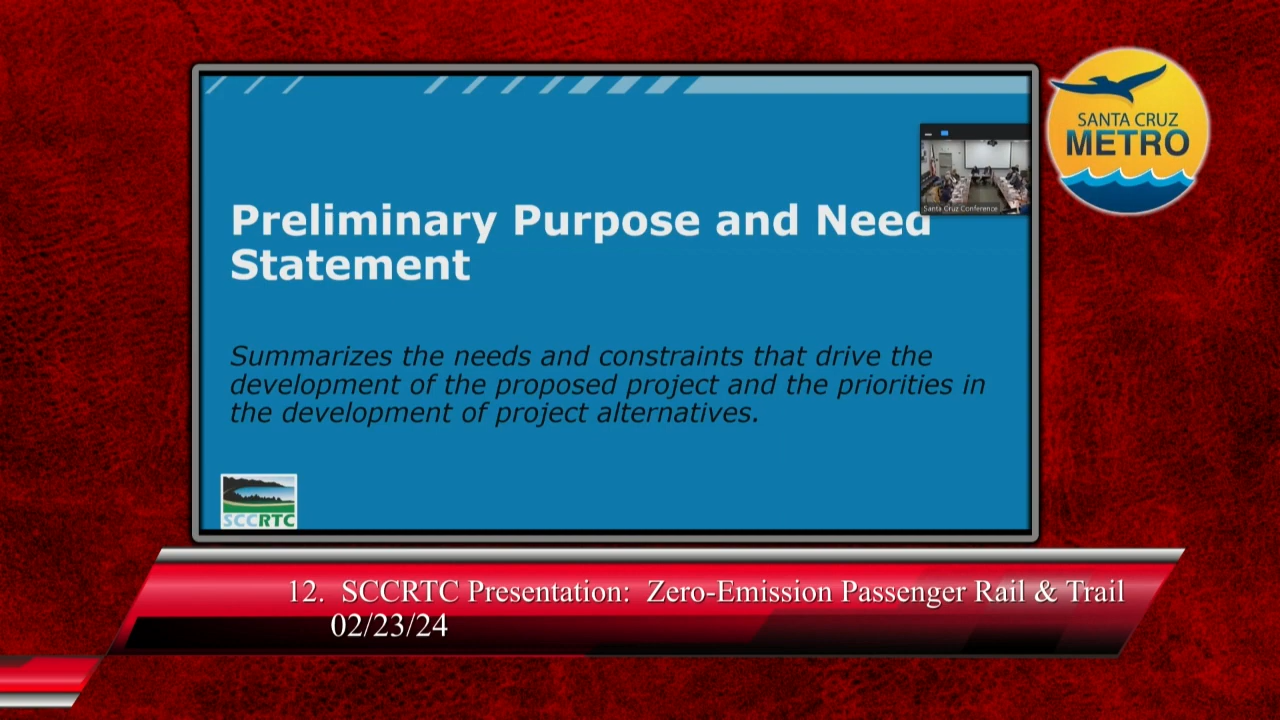 SANTA CRUZ
METRO
Santa Cruz Conference
Preliminary Purpose and Need
Statement
Summarizes the needs and constraints that drive the
development of the proposed project and the priorities in
the development of project alternatives.
SCCRTC
12. SCCRTC Presentation: Zero-Emission Passenger Rail & Trail
02/23/24